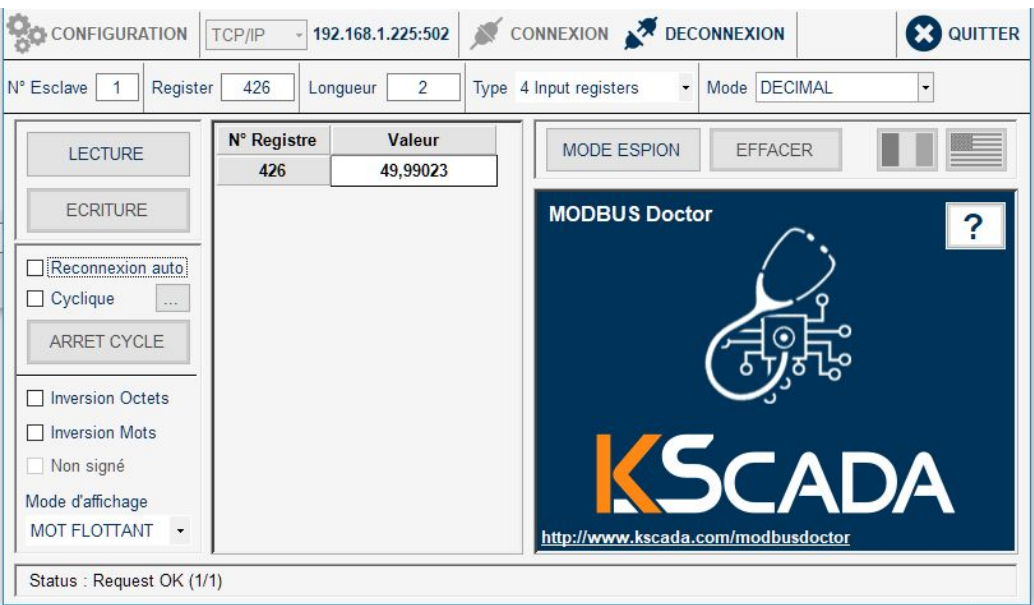 CONFIGURATION TCP/IP 192.168.1.225:502 CONNEXION DECONNEXION QUITTER
N° Esclave 1 Register 426 Longueur 2 Type 4 Input registers Mode DECIMAL
LECTURE
ECRITURE
Reconnexion auto
Cyclique ...
ARRET CYCLE
Inversion Octets
Inversion Mots
Non signé
Mode d'affichage
MOT FLOTTANT
N° Registre Valeur
426 49,99023
MODE ESPION EFFACER
MODBUS Doctor ?
KSCADA
http://www.kscada.com/modbusdoctor
Status : Request OK (1/1)